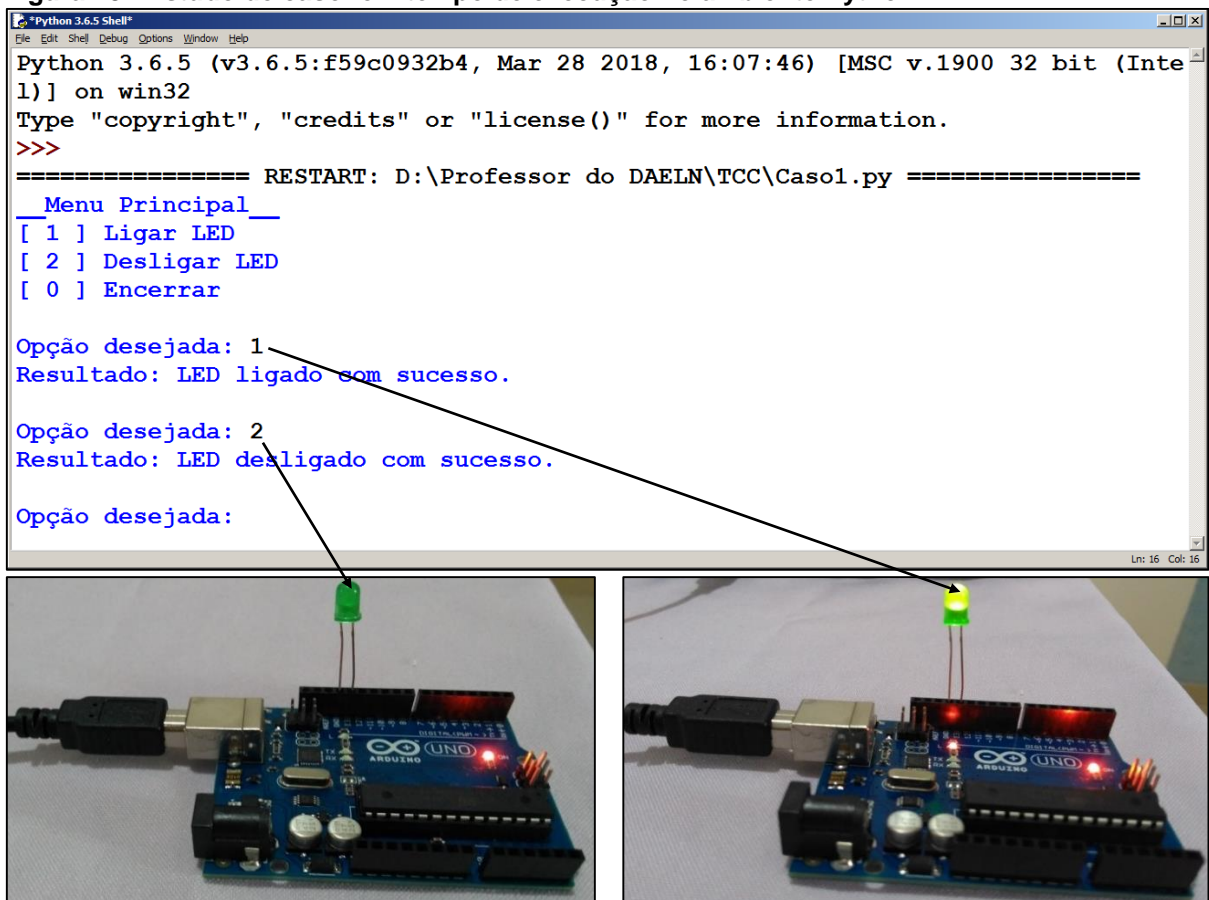 *Python 3.6.5 Shell*
File Edit Shell Debug Options Window Help
Python 3.6.5 (v3.6.5:f59c0932b4, Mar 28 2018, 16:07:46) [MSC v.1900 32 bit (Inte
l)] on win32
Type "copyright", "credits" or "license()" for more information.
>>>
================ RESTART: D:\Professor do DAELN\TCC\Caso1.py ================
__Menu Principal__
[ 1 ] Ligar LED
[ 2 ] Desligar LED
[ 0 ] Encerrar
Opção desejada: 1
Resultado: LED ligado com sucesso.
Opção desejada: 2
Resultado: LED desligado com sucesso.
Opção desejada:
Ln: 16 Col: 16
UNO
ARDUINO
TX
RX
ON
UNO
ARDUINO